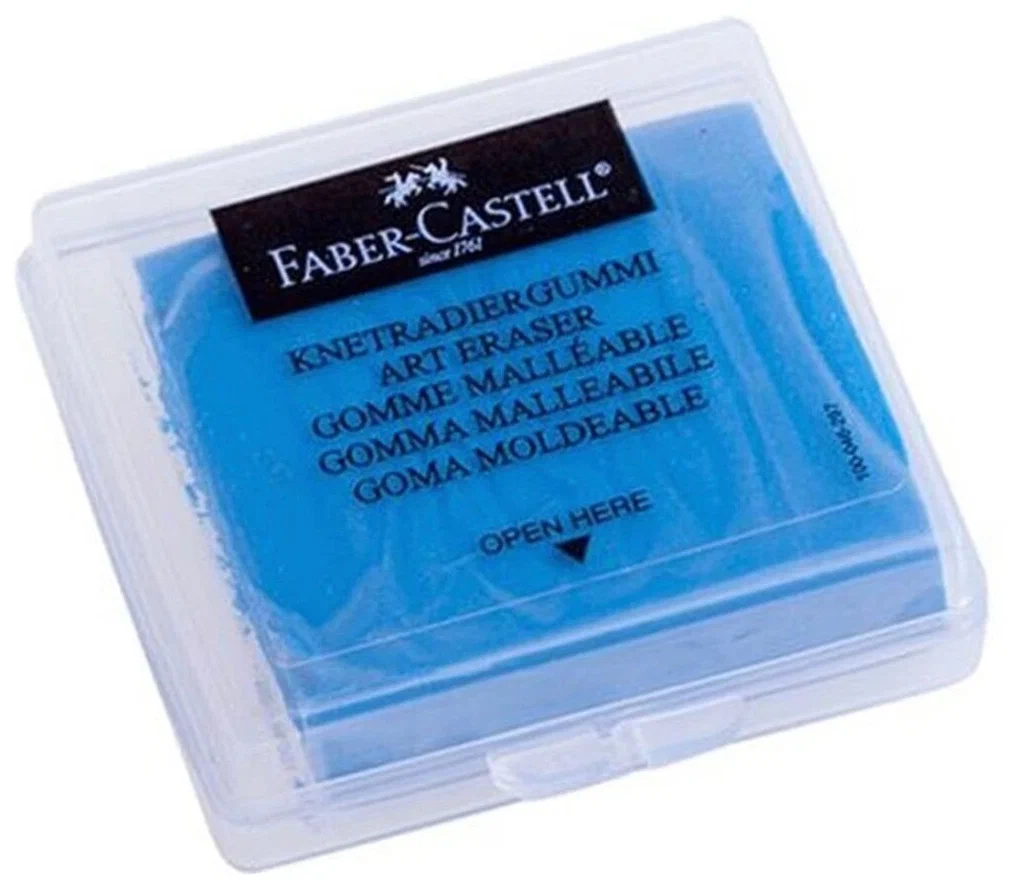 FABER-CASTELL®
since 1761
KNETRADIERGUMMI
ART ERASER
GOMME MALLÉABLE
GOMMA MALLEABILE
GOMA MOLDEABLE
OPEN HERE